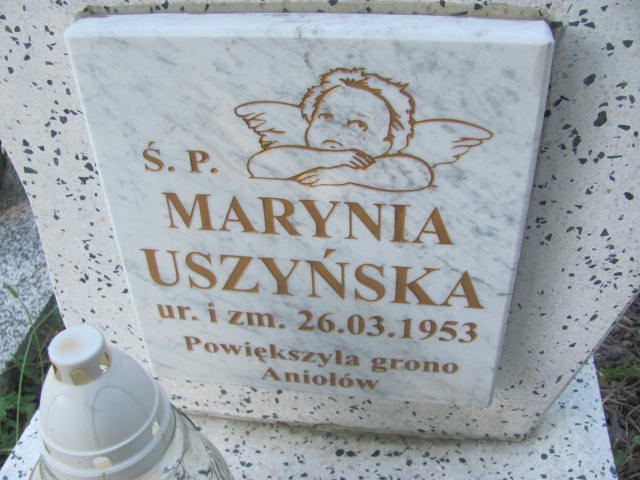 Ś. P.
MARYNIA
USZYŃSKA
ur. i zm. 26.03.1953
Powiększyła grono
Aniołów